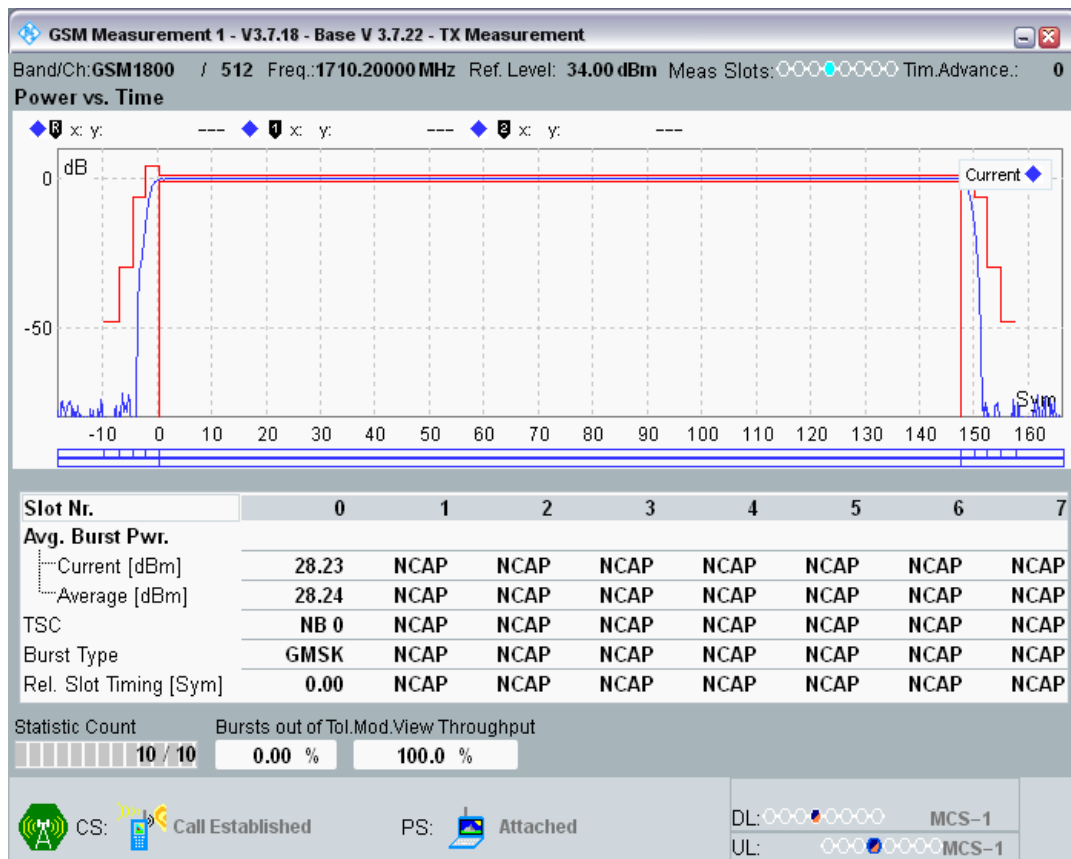 GSM Measurement 1 - V3.7.18 - Base V 3.7.22 - TX Measurement
Band/Ch:GSM1800 / 512 Freq.:1710.20000 MHz Ref. Level: 34.00 dBm Meas Slots: Tim.Advance.: 0
Power vs. Time
R x: y: --- 1 x: y: --- 2 x: y: ---
dB
Current
0
-50
Sym
-10 0 10 20 30 40 50 60 70 80 90 100 110 120 130 140 150 160
Slot Nr. 0 1 2 3 4 5 6 7
Avg. Burst Pwr.
Current [dBm] 28.23 NCAP NCAP NCAP NCAP NCAP NCAP NCAP
Average [dBm] 28.24 NCAP NCAP NCAP NCAP NCAP NCAP NCAP
TSC NB 0 NCAP NCAP NCAP NCAP NCAP NCAP NCAP
Burst Type GMSK NCAP NCAP NCAP NCAP NCAP NCAP NCAP
Rel. Slot Timing [Sym] 0.00 NCAP NCAP NCAP NCAP NCAP NCAP NCAP
Statistic Count Bursts out of Tol.Mod.View Throughput
10 / 10 0.00 % 100.0 %
CS: Call Established PS: Attached DL: MCS-1
UL: MCS-1